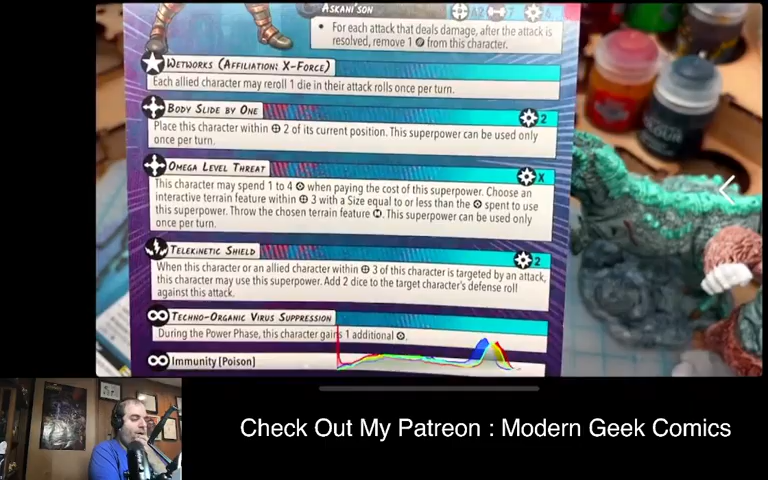 ASKANI'SON
• For each attack that deals damage, after the attack is
resolved, remove 1 from this character.
WETWORKS (AFFILIATION: X-FORCE)
Each allied character may reroll 1 die in their attack rolls once per turn.
BODY SLIDE BY ONE 2
Place this character within 2 of its current position. This superpower can be used only
once per turn.
OMEGA LEVEL THREAT X
This character may spend 1 to 4 when paying the cost of this superpower. Choose an
interactive terrain feature within 3 with a Size equal to or less than the spent to use
this superpower. Throw the chosen terrain feature M. This superpower can be used only
once per turn.
TELEKINETIC SHIELD 2
When this character or an allied character within 3 of this character is targeted by an attack,
this character may use this superpower. Add 2 dice to the target character's defense roll
against this attack.
TECHNO-ORGANIC VIRUS SUPPRESSION
During the Power Phase, this character gains 1 additional
Immunity [Poison]
Check Out My Patreon : Modern Geek Comics